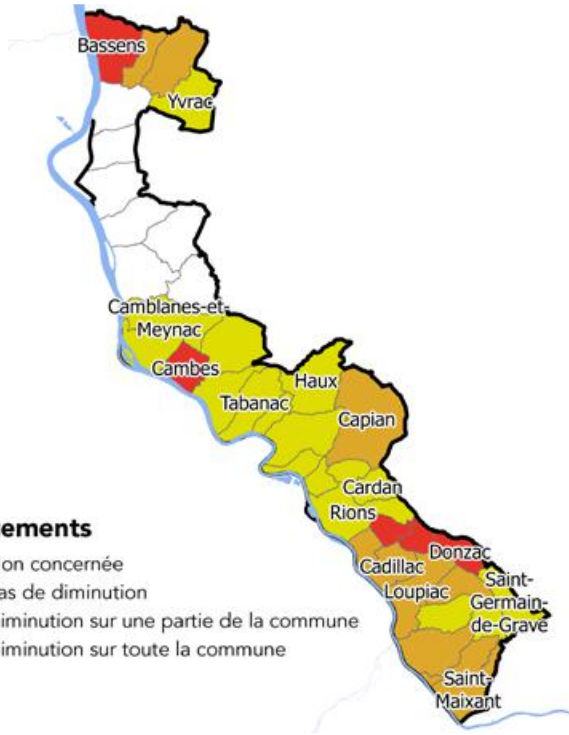 Bassens
Yvrac
Camblanes-et-
Meynac
Cambes
Haux
Tabanac
Capian
Cardan
Rions
Donzac
Cadillac
Saint-
Loupiac
Germain-
de-Grave
Saint-
Maixant
ements
on concernée
as de diminution
iminution sur une partie de la commune
iminution sur toute la commune